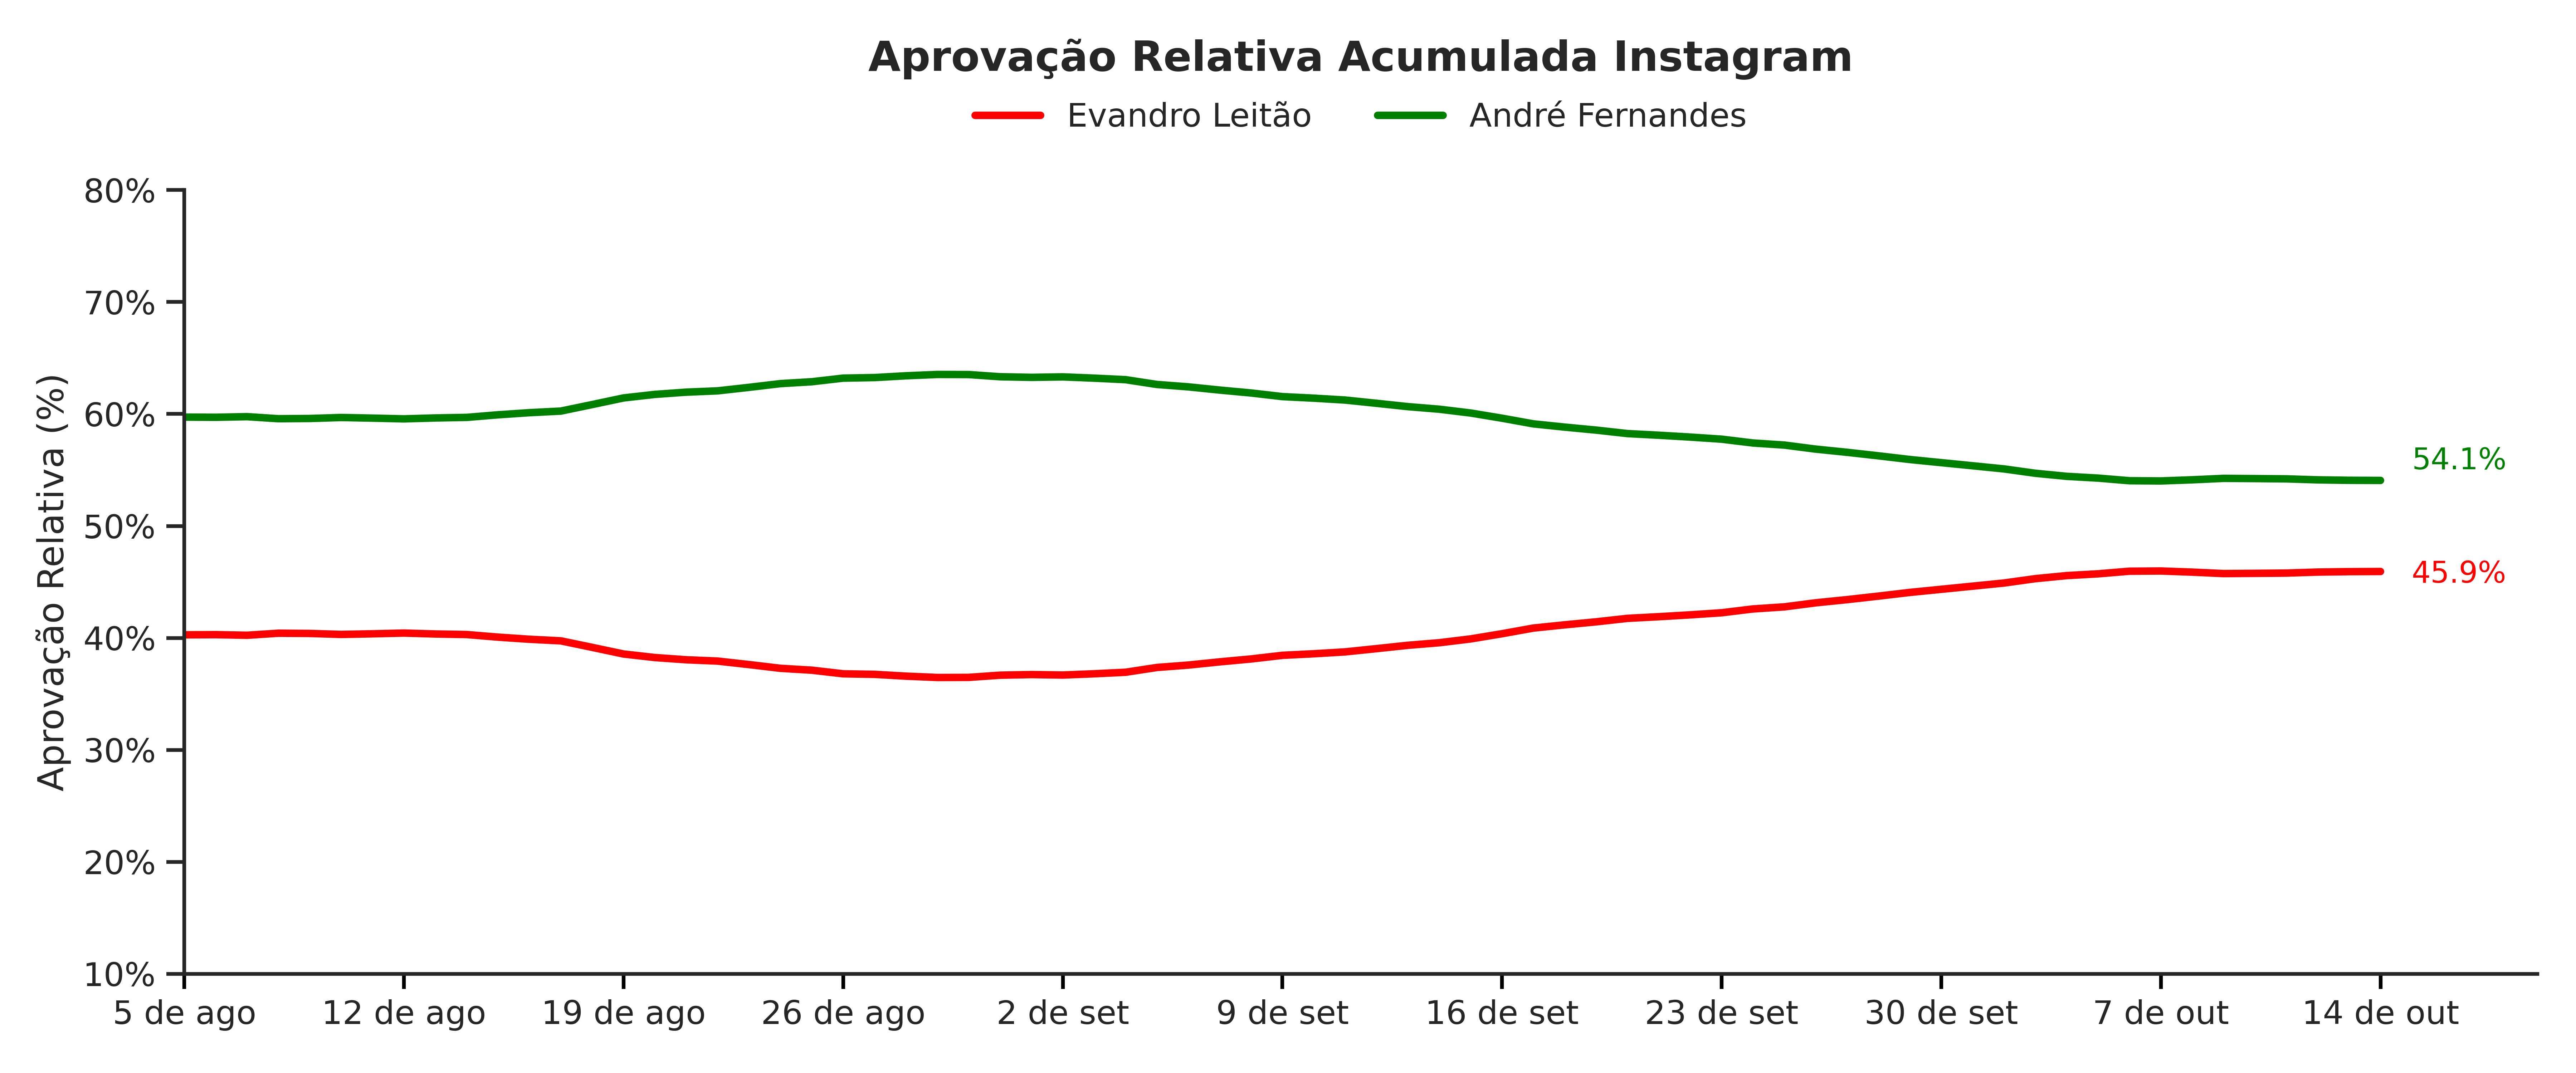 Aprovação Relativa Acumulada Instagram
Evandro Leitão
André Fernandes
Aprovação Relativa (%)
80%
70%
60%
50%
40%
30%
20%
10%
54.1%
45.9%
5 de ago
12 de ago
19 de ago
26 de ago
2 de set
9 de set
16 de set
23 de set
30 de set
7 de out
14 de out